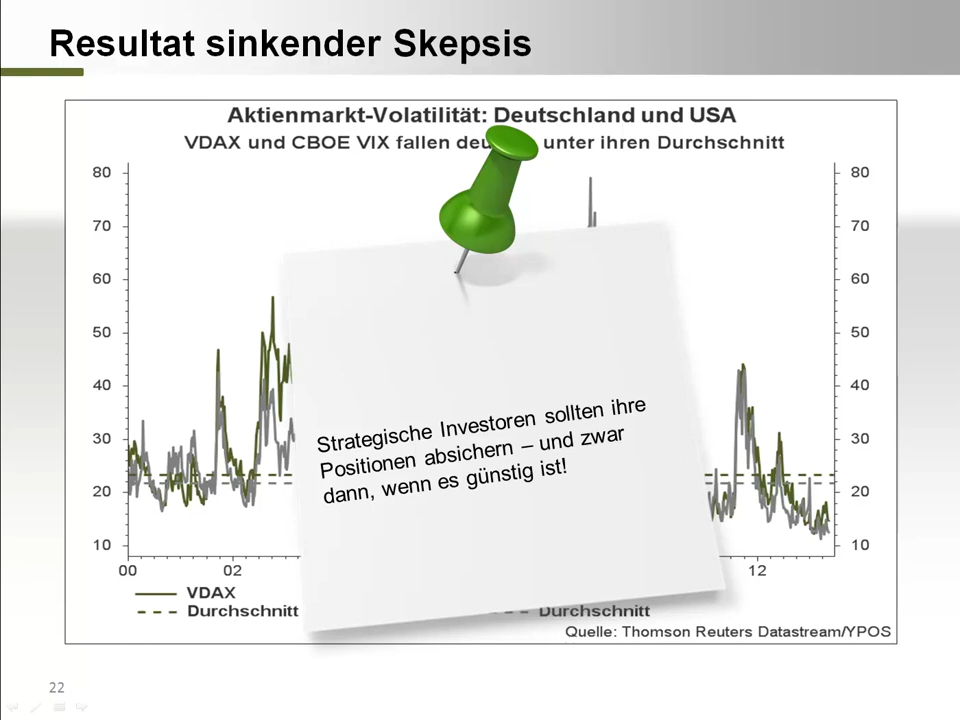 Resultat sinkender Skepsis
Aktienmarkt-Volatilität: Deutschland und USA
VDAX und CBOE VIX fallen unter ihren Durchschnitt
80 80
70 70
60 60
50 50
40 40
30 30
20 20
10 10
Strategische Investoren sollten ihre
Positionen absichern – und zwar
dann, wenn es günstig ist!
00 02 12
VDAX
Durchschnitt Durchschnitt
Quelle: Thomson Reuters Datastream/YPOS
22